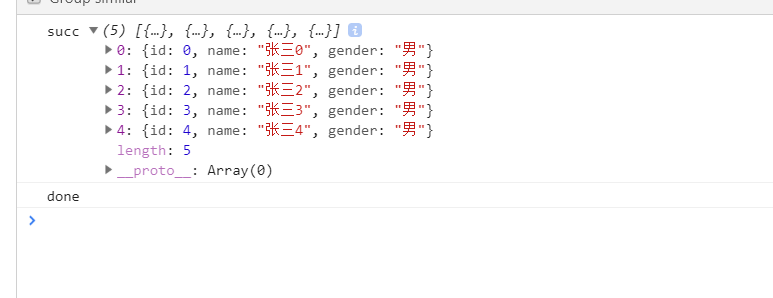 Group similar
succ (5) [{…}, {…}, {…}, {…}, {…}] i
0: {id: 0, name: "张三0", gender: "男"}
1: {id: 1, name: "张三1", gender: "男"}
2: {id: 2, name: "张三2", gender: "男"}
3: {id: 3, name: "张三3", gender: "男"}
4: {id: 4, name: "张三4", gender: "男"}
length: 5
__proto__: Array(0)
done